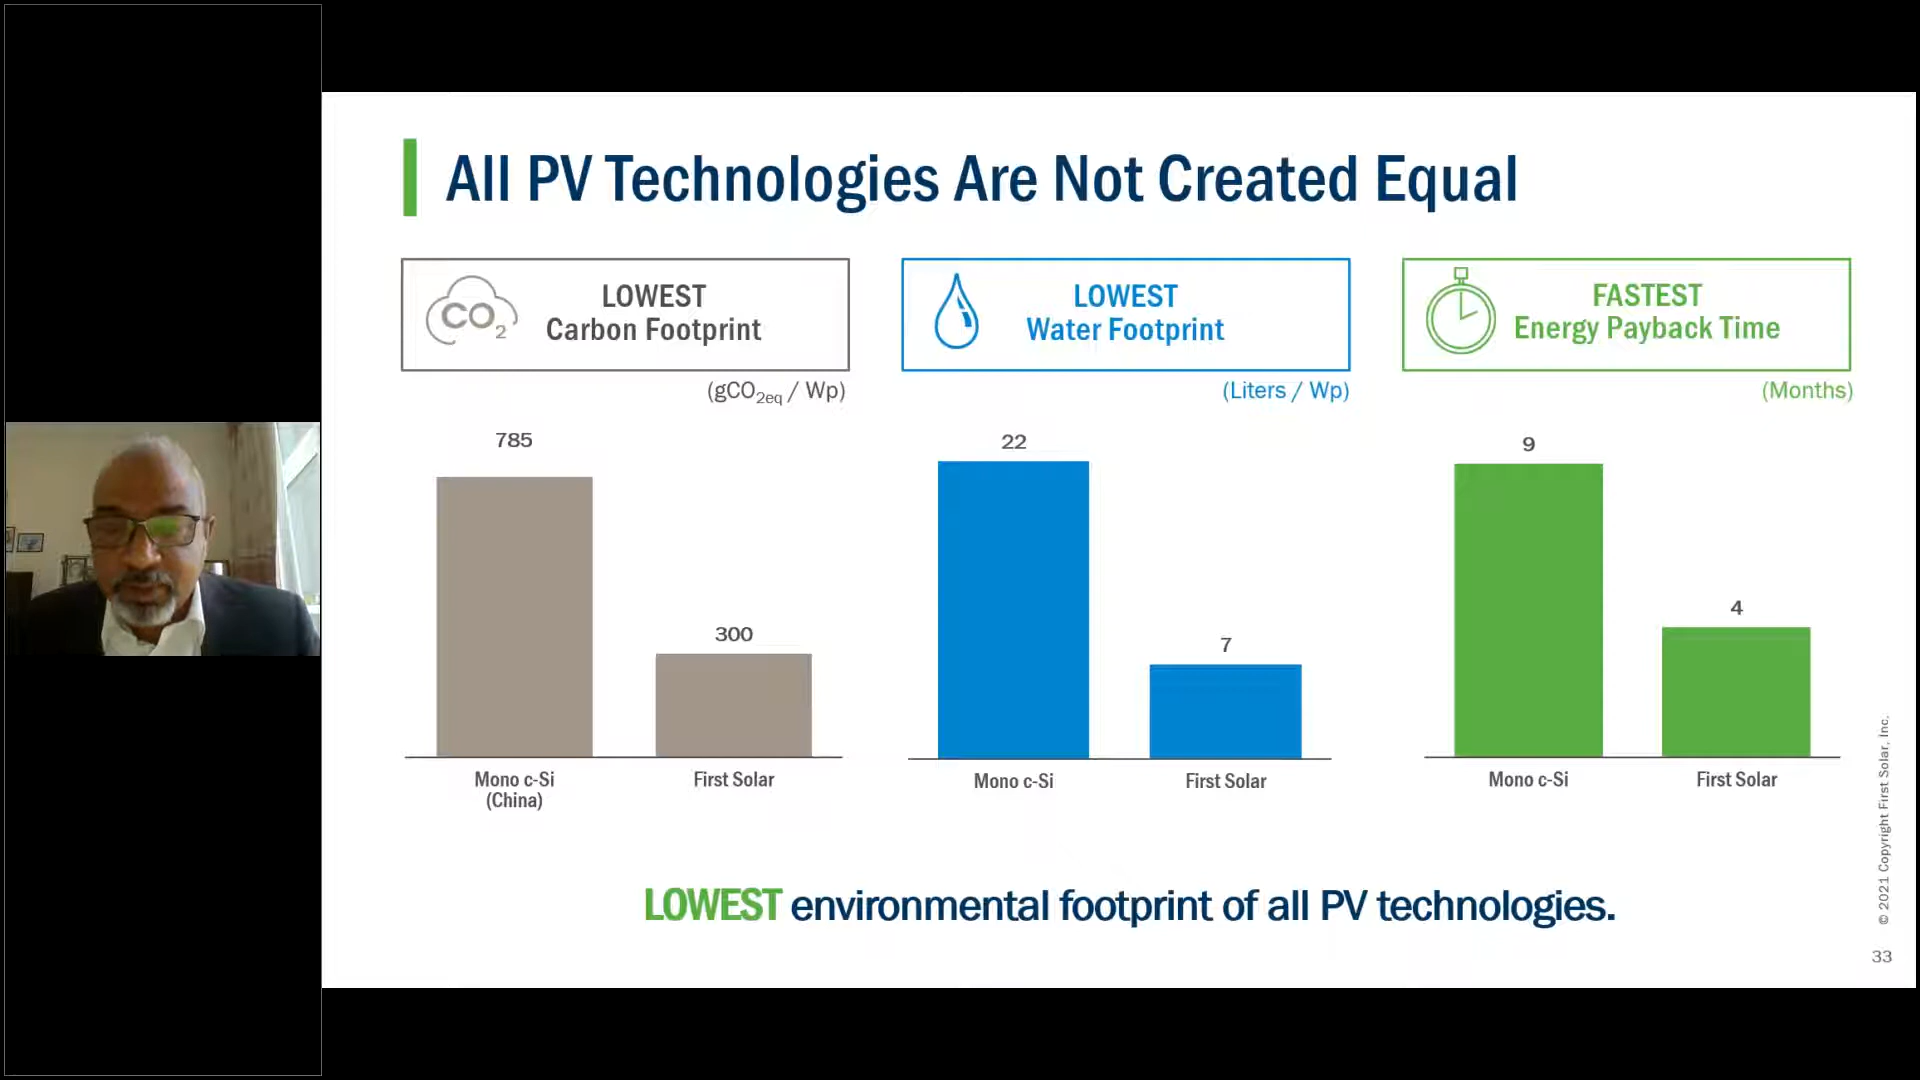 All PV Technologies Are Not Created Equal
CO2
LOWEST
Carbon Footprint
(gCO2eq / Wp)
785
300
Mono c-Si
(China)
First Solar
LOWEST
Water Footprint
(Liters / Wp)
22
7
Mono c-Si
First Solar
FASTEST
Energy Payback Time
(Months)
9
4
Mono c-Si
First Solar
LOWEST environmental footprint of all PV technologies.
© 2021 Copyright First Solar, Inc.
33